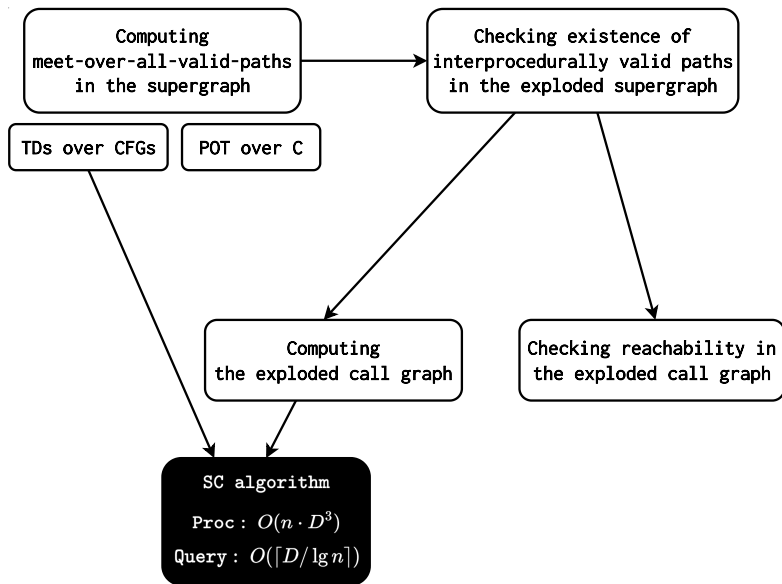 Computing
meet-over-all-valid-paths
in the supergraph
Checking existence of
interprocedurally valid paths
in the exploded supergraph
TDs over CFGs
POT over C
Computing
the exploded call graph
Checking reachability in
the exploded call graph
SC algorithm
Proc: O(n · D³)
Query: O(⌈D/ lg n⌉)